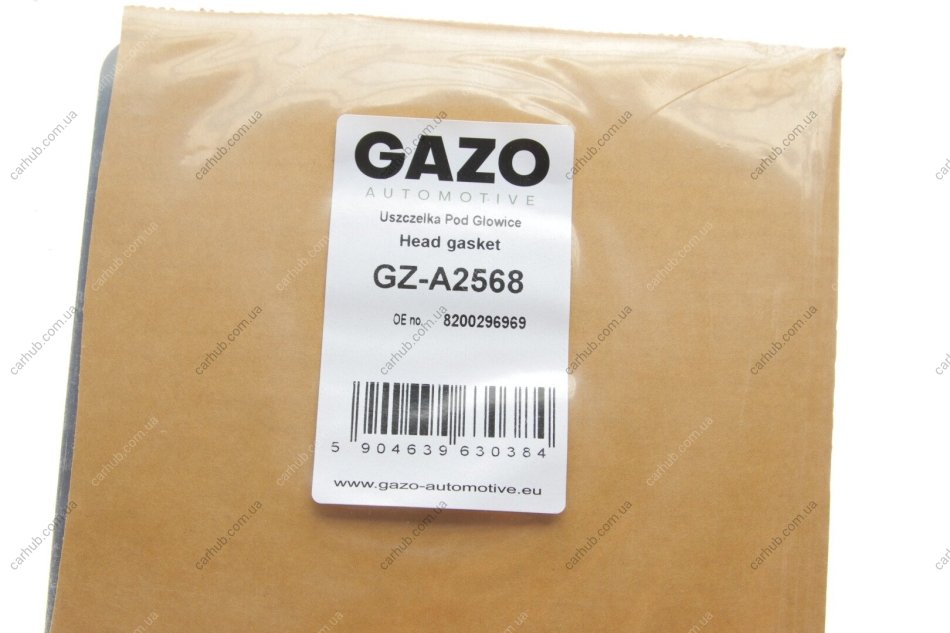 GAZO
AUTOMOTIVE
Uszczelka Pod Glowice
Head gasket
GZ-A2568
OE no. 8200296969
5 904639 630384
www.gazo-automotive.eu
carhub.com.ua